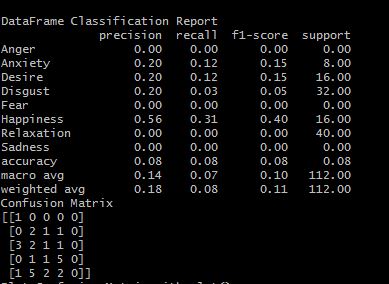 DataFrame Classification Report
precision recall f1-score support
Anger 0.00 0.00 0.00 0.00
Anxiety 0.20 0.12 0.15 8.00
Desire 0.20 0.12 0.15 16.00
Disgust 0.20 0.03 0.05 32.00
Fear 0.00 0.00 0.00 0.00
Happiness 0.56 0.31 0.40 16.00
Relaxation 0.00 0.00 0.00 40.00
Sadness 0.00 0.00 0.00 0.00
accuracy 0.08 0.08 0.08 0.08
macro avg 0.14 0.07 0.10 112.00
weighted avg 0.18 0.08 0.11 112.00
Confusion Matrix
[[1 0 0 0 0]
[0 2 1 1 0]
[3 2 1 1 0]
[0 1 1 5 0]
[1 5 2 2 0]]